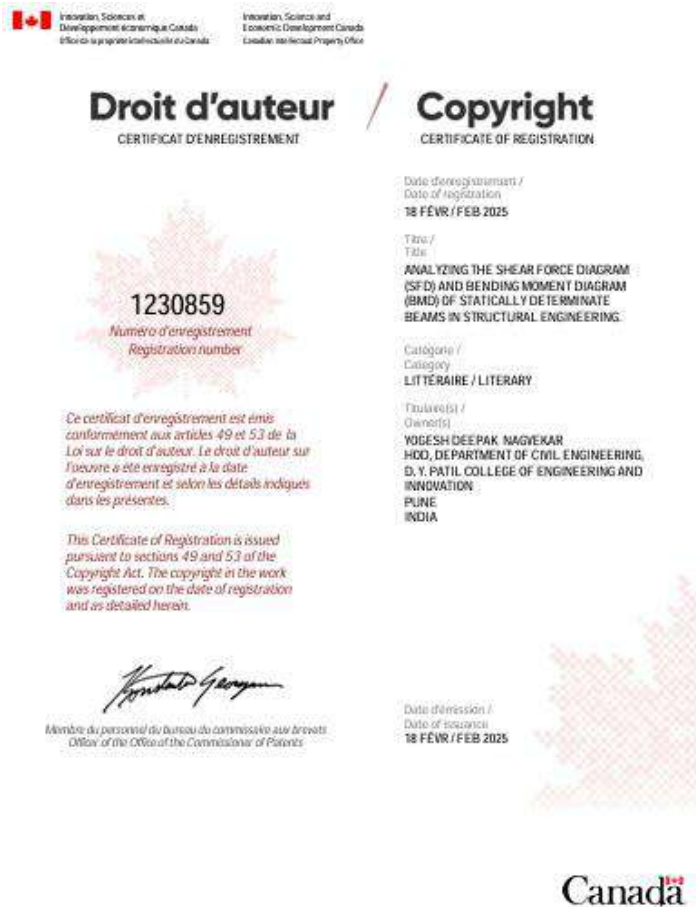 Innovation, Sciences et
Développement économique Canada
Office de la propriété intellectuelle du Canada
Innovation, Science and
Economic Development Canada
Canadian Intellectual Property Office
Droit d'auteur / Copyright
CERTIFICAT D'ENREGISTREMENT
CERTIFICATE OF REGISTRATION
1230859
Numéro d'enregistrement
Registration number
Ce certificat d'enregistrement est émis
conformément aux articles 49 et 53 de la
Loi sur le droit d'auteur. Le droit d'auteur sur
l'oeuvre a été enregistré à la date
d'enregistrement et selon les détails indiqués
dans les présentes.
This Certificate of Registration is issued
pursuant to sections 49 and 53 of the
Copyright Act. The copyright in the work
was registered on the date of registration
and as detailed herein.
Membre du personnel du bureau du commissaire aux brevets
Officer of the Office of the Commissioner of Patents
Date d'enregistrement /
Date of registration
18 FÉVR / FEB 2025
Titre /
Title
ANALYZING THE SHEAR FORCE DIAGRAM
(SFD) AND BENDING MOMENT DIAGRAM
(BMD) OF STATICALLY DETERMINATE
BEAMS IN STRUCTURAL ENGINEERING.
Catégorie /
Category
LITTÉRAIRE / LITERARY
Titulaire(s) /
Owner(s)
YOGESH DEEPAK NAGVEKAR
HOD, DEPARTMENT OF CIVIL ENGINEERING,
D. Y. PATIL COLLEGE OF ENGINEERING AND
INNOVATION
PUNE
INDIA
Date d'émission /
Date of issuance
18 FÉVR / FEB 2025
Canada